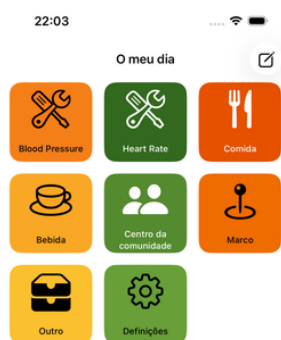 22:03
O meu dia
Blood Pressure
Heart Rate
Comida
Bebida
Centro da
comunidade
Marco
Outro
Definições